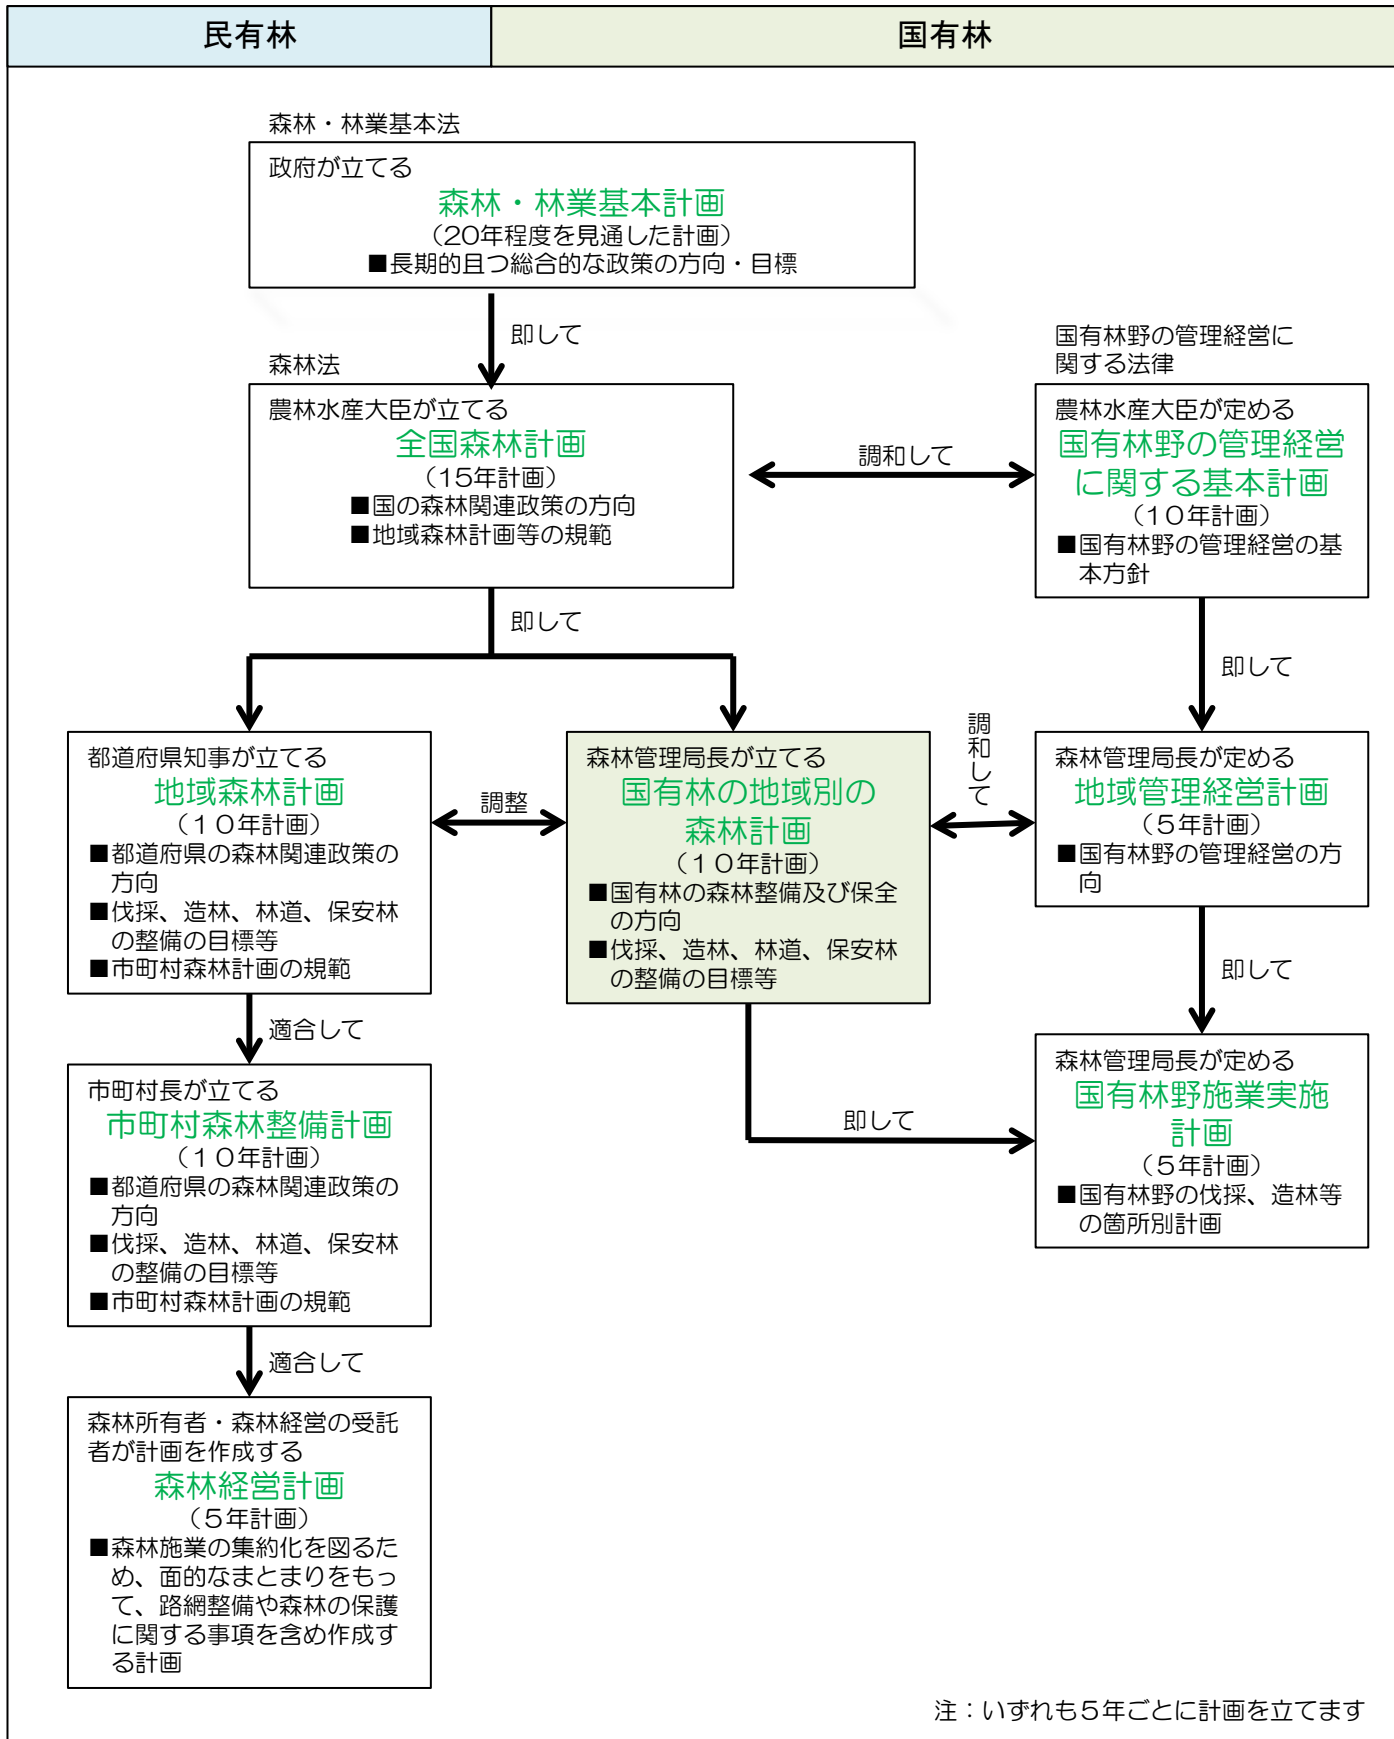 民有林
国有林
森林・林業基本法
政府が立てる
森林・林業基本計画
（20年程度を見通した計画）
■長期的且つ総合的な政策の方向・目標
即して
森林法
農林水産大臣が立てる
全国森林計画
（15年計画）
■国の森林関連政策の方向
■地域森林計画等の規範
調和して
国有林野の管理経営に
関する法律
農林水産大臣が定める
国有林野の管理経営
に関する基本計画
（１０年計画）
■国有林野の管理経営の基
本方針
即して
即して
都道府県知事が立てる
地域森林計画
（１０年計画）
■都道府県の森林関連政策の
方向
■伐採、造林、林道、保安林
の整備の目標等
■市町村森林計画の規範
調整
森林管理局長が立てる
国有林の地域別の
森林計画
（１０年計画）
■国有林の森林整備及び保全
の方向
■伐採、造林、林道、保安林
の整備の目標等
調和して
森林管理局長が定める
地域管理経営計画
（５年計画）
■国有林野の管理経営の方
向
適合して
即して
市町村長が立てる
市町村森林整備計画
（１０年計画）
■都道府県の森林関連政策の
方向
■伐採、造林、林道、保安林
の整備の目標等
■市町村森林計画の規範
即して
森林管理局長が定める
国有林野施業実施
計画
（５年計画）
■国有林野の伐採、造林等
の箇所別計画
適合して
森林所有者・森林経営の受託
者が計画を作成する
森林経営計画
（５年計画）
■森林施業の集約化を図るた
め、面的なまとまりをもっ
て、路網整備や森林の保護
に関する事項を含め作成す
る計画
注：いずれも５年ごとに計画を立てます